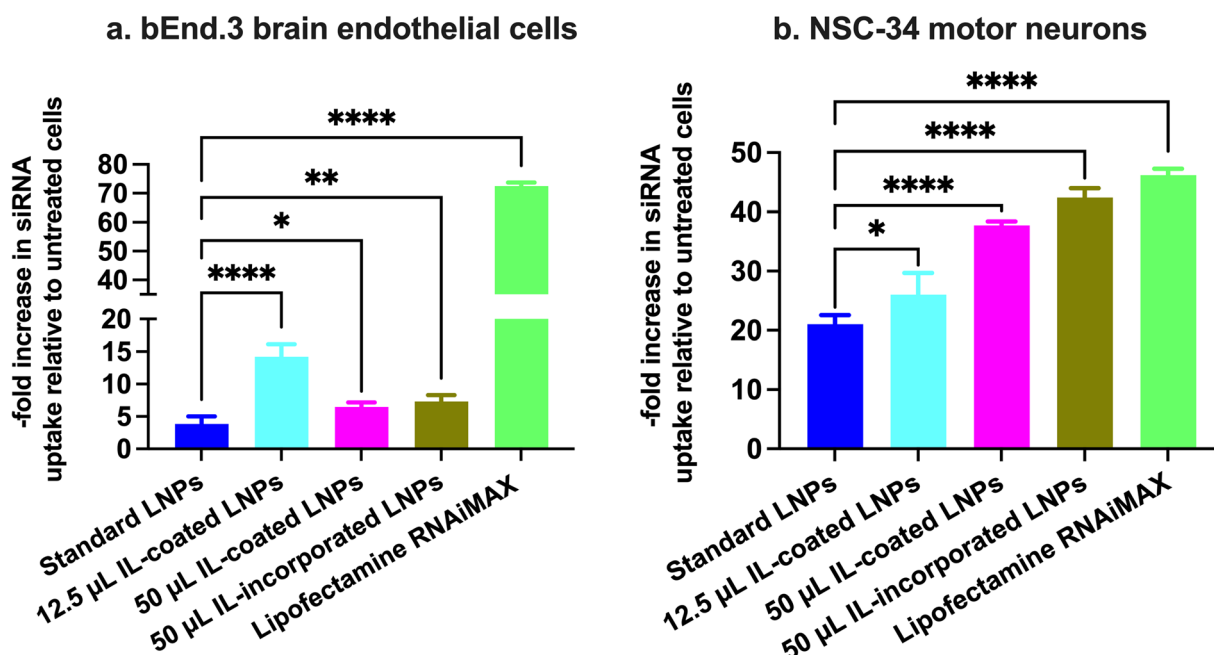 a. bEnd.3 brain endothelial cells
-fold increase in siRNA
uptake relative to untreated cells
80
70
60
50
40
20
15
10
5
0
****
**
*
****
Standard LNPs
12.5 µL IL-coated LNPs
50 µL IL-coated LNPs
50 µL IL-incorporated LNPs
Lipofectamine RNAiMAX
b. NSC-34 motor neurons
-fold increase in siRNA
uptake relative to untreated cells
50
40
30
20
10
0
****
****
****
*
Standard LNPs
12.5 µL IL-coated LNPs
50 µL IL-coated LNPs
50 µL IL-incorporated LNPs
Lipofectamine RNAiMAX